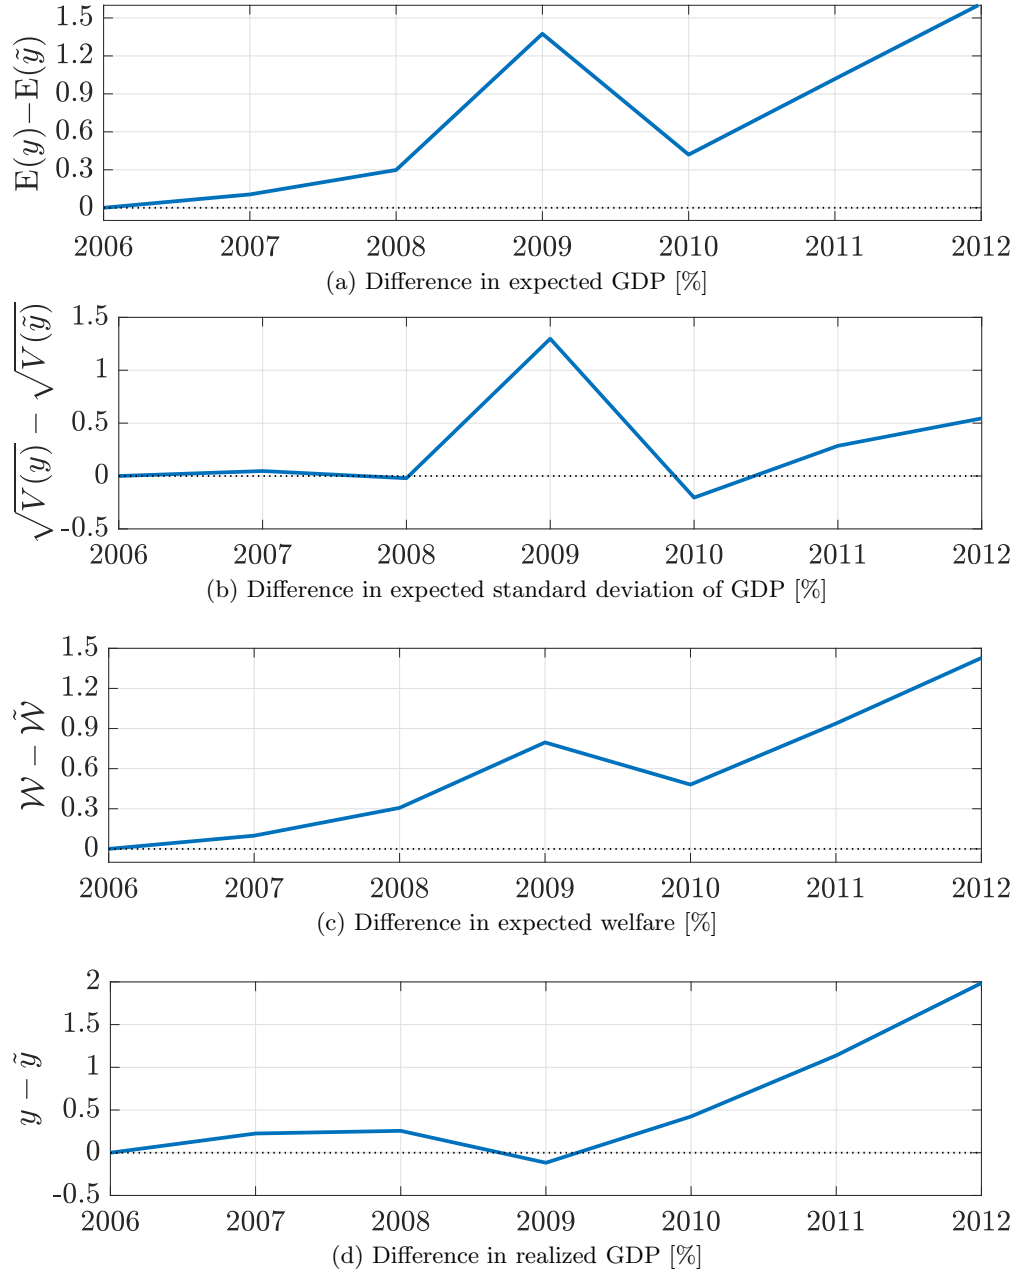 E(y)−E(ỹ)
1.5
1.2
0.9
0.6
0.3
0
2006 2007 2008 2009 2010 2011 2012
(a) Difference in expected GDP [%]
√V(y) − √V(ỹ)
1.5
1
0.5
0
-0.5
2006 2007 2008 2009 2010 2011 2012
(b) Difference in expected standard deviation of GDP [%]
𝒲 − 𝒲̃
1.5
1.2
0.9
0.6
0.3
0
2006 2007 2008 2009 2010 2011 2012
(c) Difference in expected welfare [%]
y − ỹ
2
1.5
1
0.5
0
-0.5
2006 2007 2008 2009 2010 2011 2012
(d) Difference in realized GDP [%]